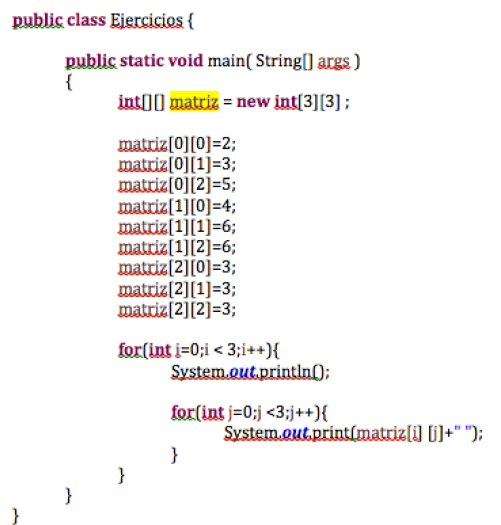 public class Ejercicios {
public static void main( String[] args )
{
int[][] matriz = new int[3][3] ;
matriz[0][0]=2;
matriz[0][1]=3;
matriz[0][2]=5;
matriz[1][0]=4;
matriz[1][1]=6;
matriz[1][2]=6;
matriz[2][0]=3;
matriz[2][1]=3;
matriz[2][2]=3;
for(int i=0;i < 3;i++){
System.out.println();
for(int j=0;j <3;j++){
System.out.print(matriz[i] [j]+" ");
}
}
}
}